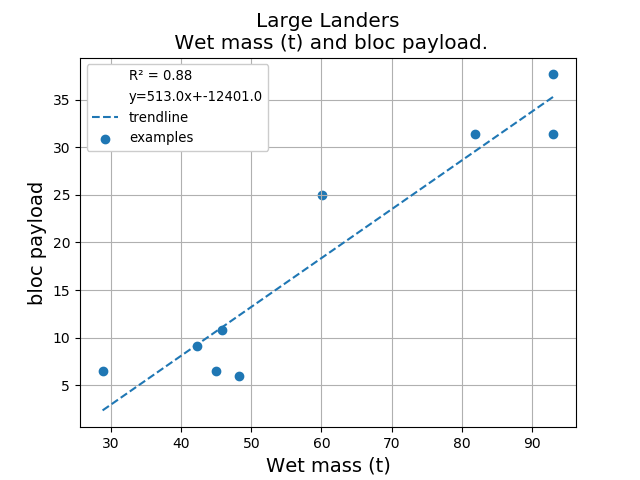 Large Landers
Wet mass (t) and bloc payload.
R² = 0.88
y=513.0x+-12401.0
trendline
examples
35
30
25
20
15
10
5
bloc payload
30 40 50 60 70 80 90
Wet mass (t)